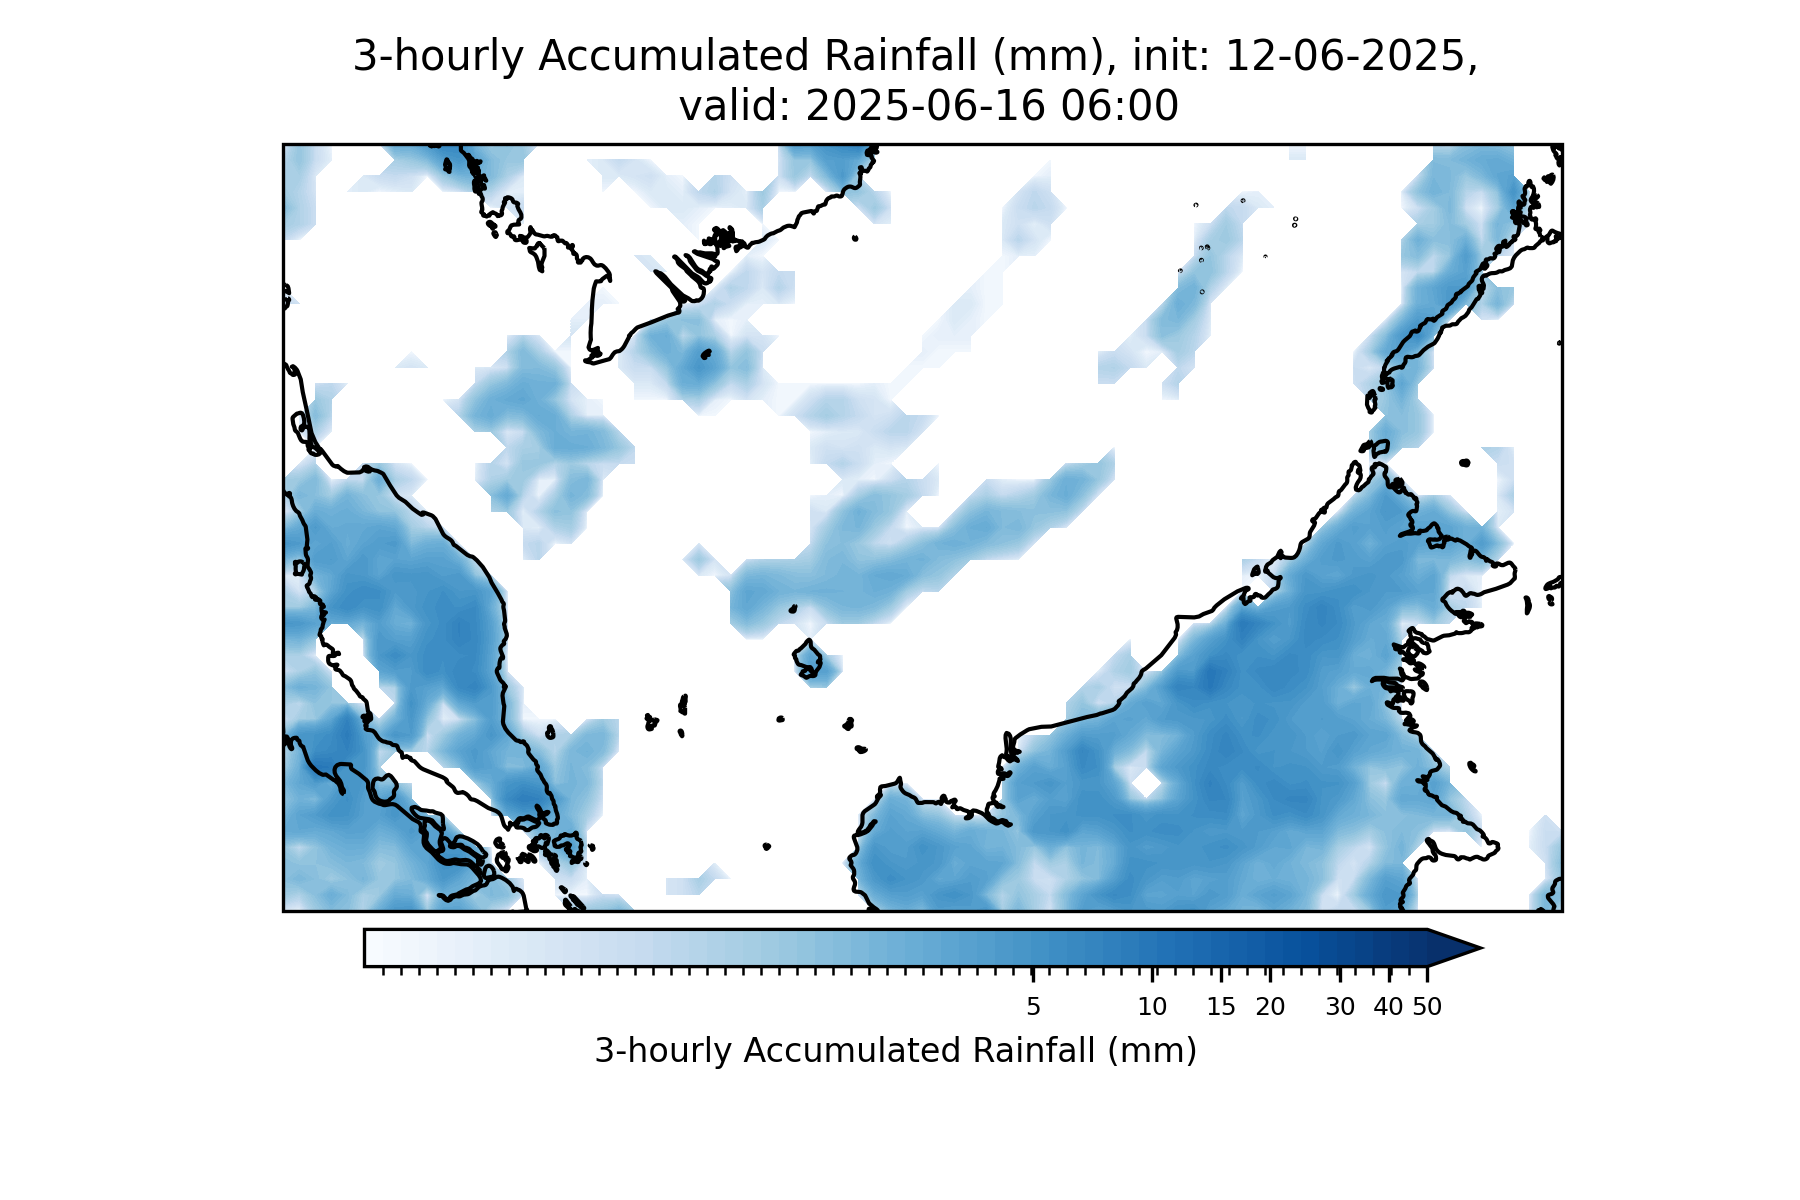 3-hourly Accumulated Rainfall (mm), init: 12-06-2025,
valid: 2025-06-16 06:00
5 10 15 20 30 40 50
3-hourly Accumulated Rainfall (mm)